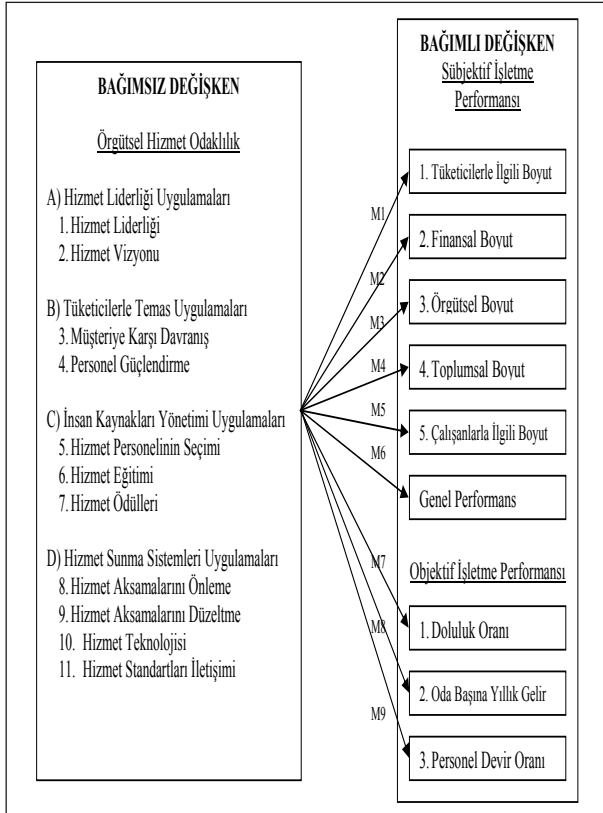 BAĞIMSIZ DEĞİŞKEN
Örgütsel Hizmet Odaklılık
A) Hizmet Liderliği Uygulamaları
1. Hizmet Liderliği
2. Hizmet Vizyonu
B) Tüketicilerle Temas Uygulamaları
3. Müşteriye Karşı Davranış
4. Personel Güçlendirme
C) İnsan Kaynakları Yönetimi Uygulamaları
5. Hizmet Personelinin Seçimi
6. Hizmet Eğitimi
7. Hizmet Ödülleri
D) Hizmet Sunma Sistemleri Uygulamaları
8. Hizmet Aksamalarını Önleme
9. Hizmet Aksamalarını Düzeltme
10. Hizmet Teknolojisi
11. Hizmet Standartları İletişimi
M1
M2
M3
M4
M5
M6
M7
M8
M9
BAĞIMLI DEĞİŞKEN
Sübjektif İşletme
Performansı
1. Tüketicilerle İlgili Boyut
2. Finansal Boyut
3. Örgütsel Boyut
4. Toplumsal Boyut
5. Çalışanlarla İlgili Boyut
Genel Performans
Objektif İşletme Performansı
1. Doluluk Oranı
2. Oda Başına Yıllık Gelir
3. Personel Devir Oranı